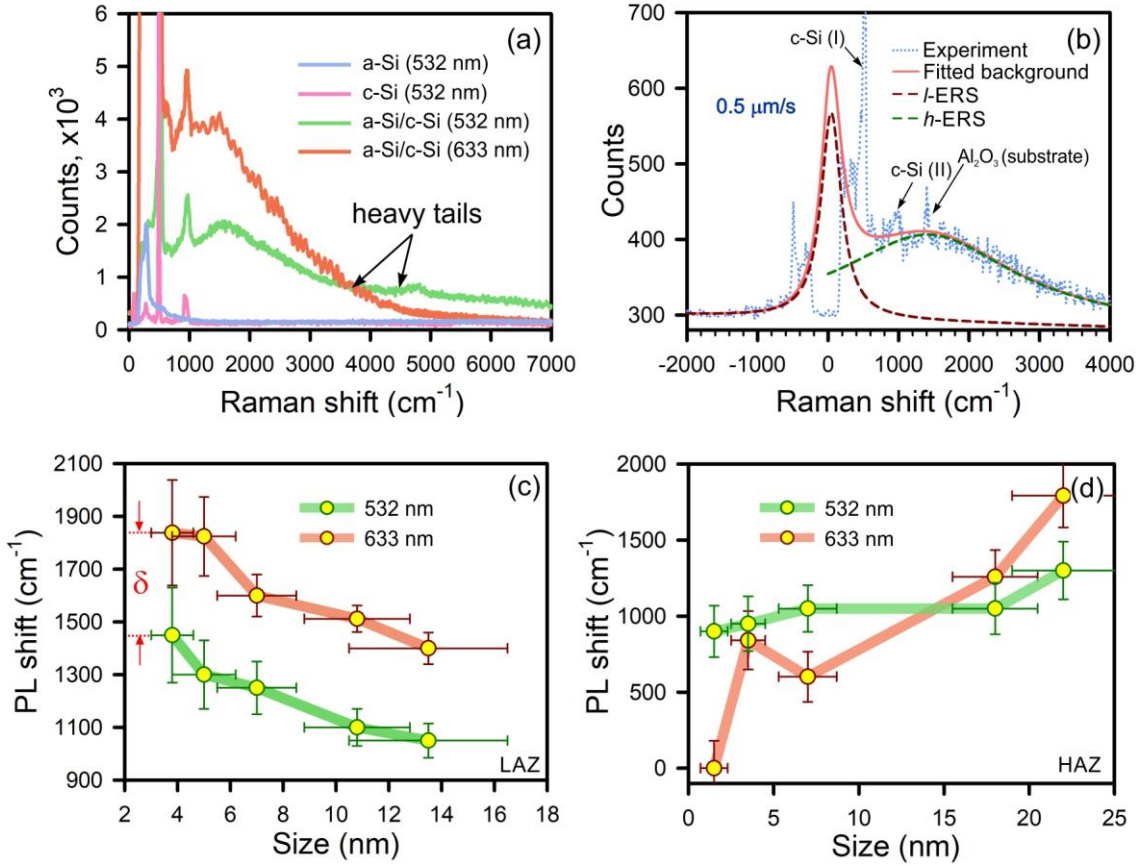 (a)
a-Si (532 nm)
c-Si (532 nm)
a-Si/c-Si (532 nm)
a-Si/c-Si (633 nm)
heavy tails
Counts, x10³
6
5
4
3
2
1
0
0 1000 2000 3000 4000 5000 6000 7000
Raman shift (cm⁻¹)
(b)
c-Si (I)
Experiment
Fitted background
l-ERS
h-ERS
0.5 μm/s
c-Si (II)
Al₂O₃ (substrate)
Counts
700
600
500
400
300
-2000 -1000 0 1000 2000 3000 4000
Raman shift (cm⁻¹)
(c)
532 nm
633 nm
δ
LAZ
PL shift (cm⁻¹)
2100
1900
1700
1500
1300
1100
900
2 4 6 8 10 12 14 16 18
Size (nm)
(d)
532 nm
633 nm
HAZ
PL shift (cm⁻¹)
2000
1500
1000
500
0
0 5 10 15 20 25
Size (nm)